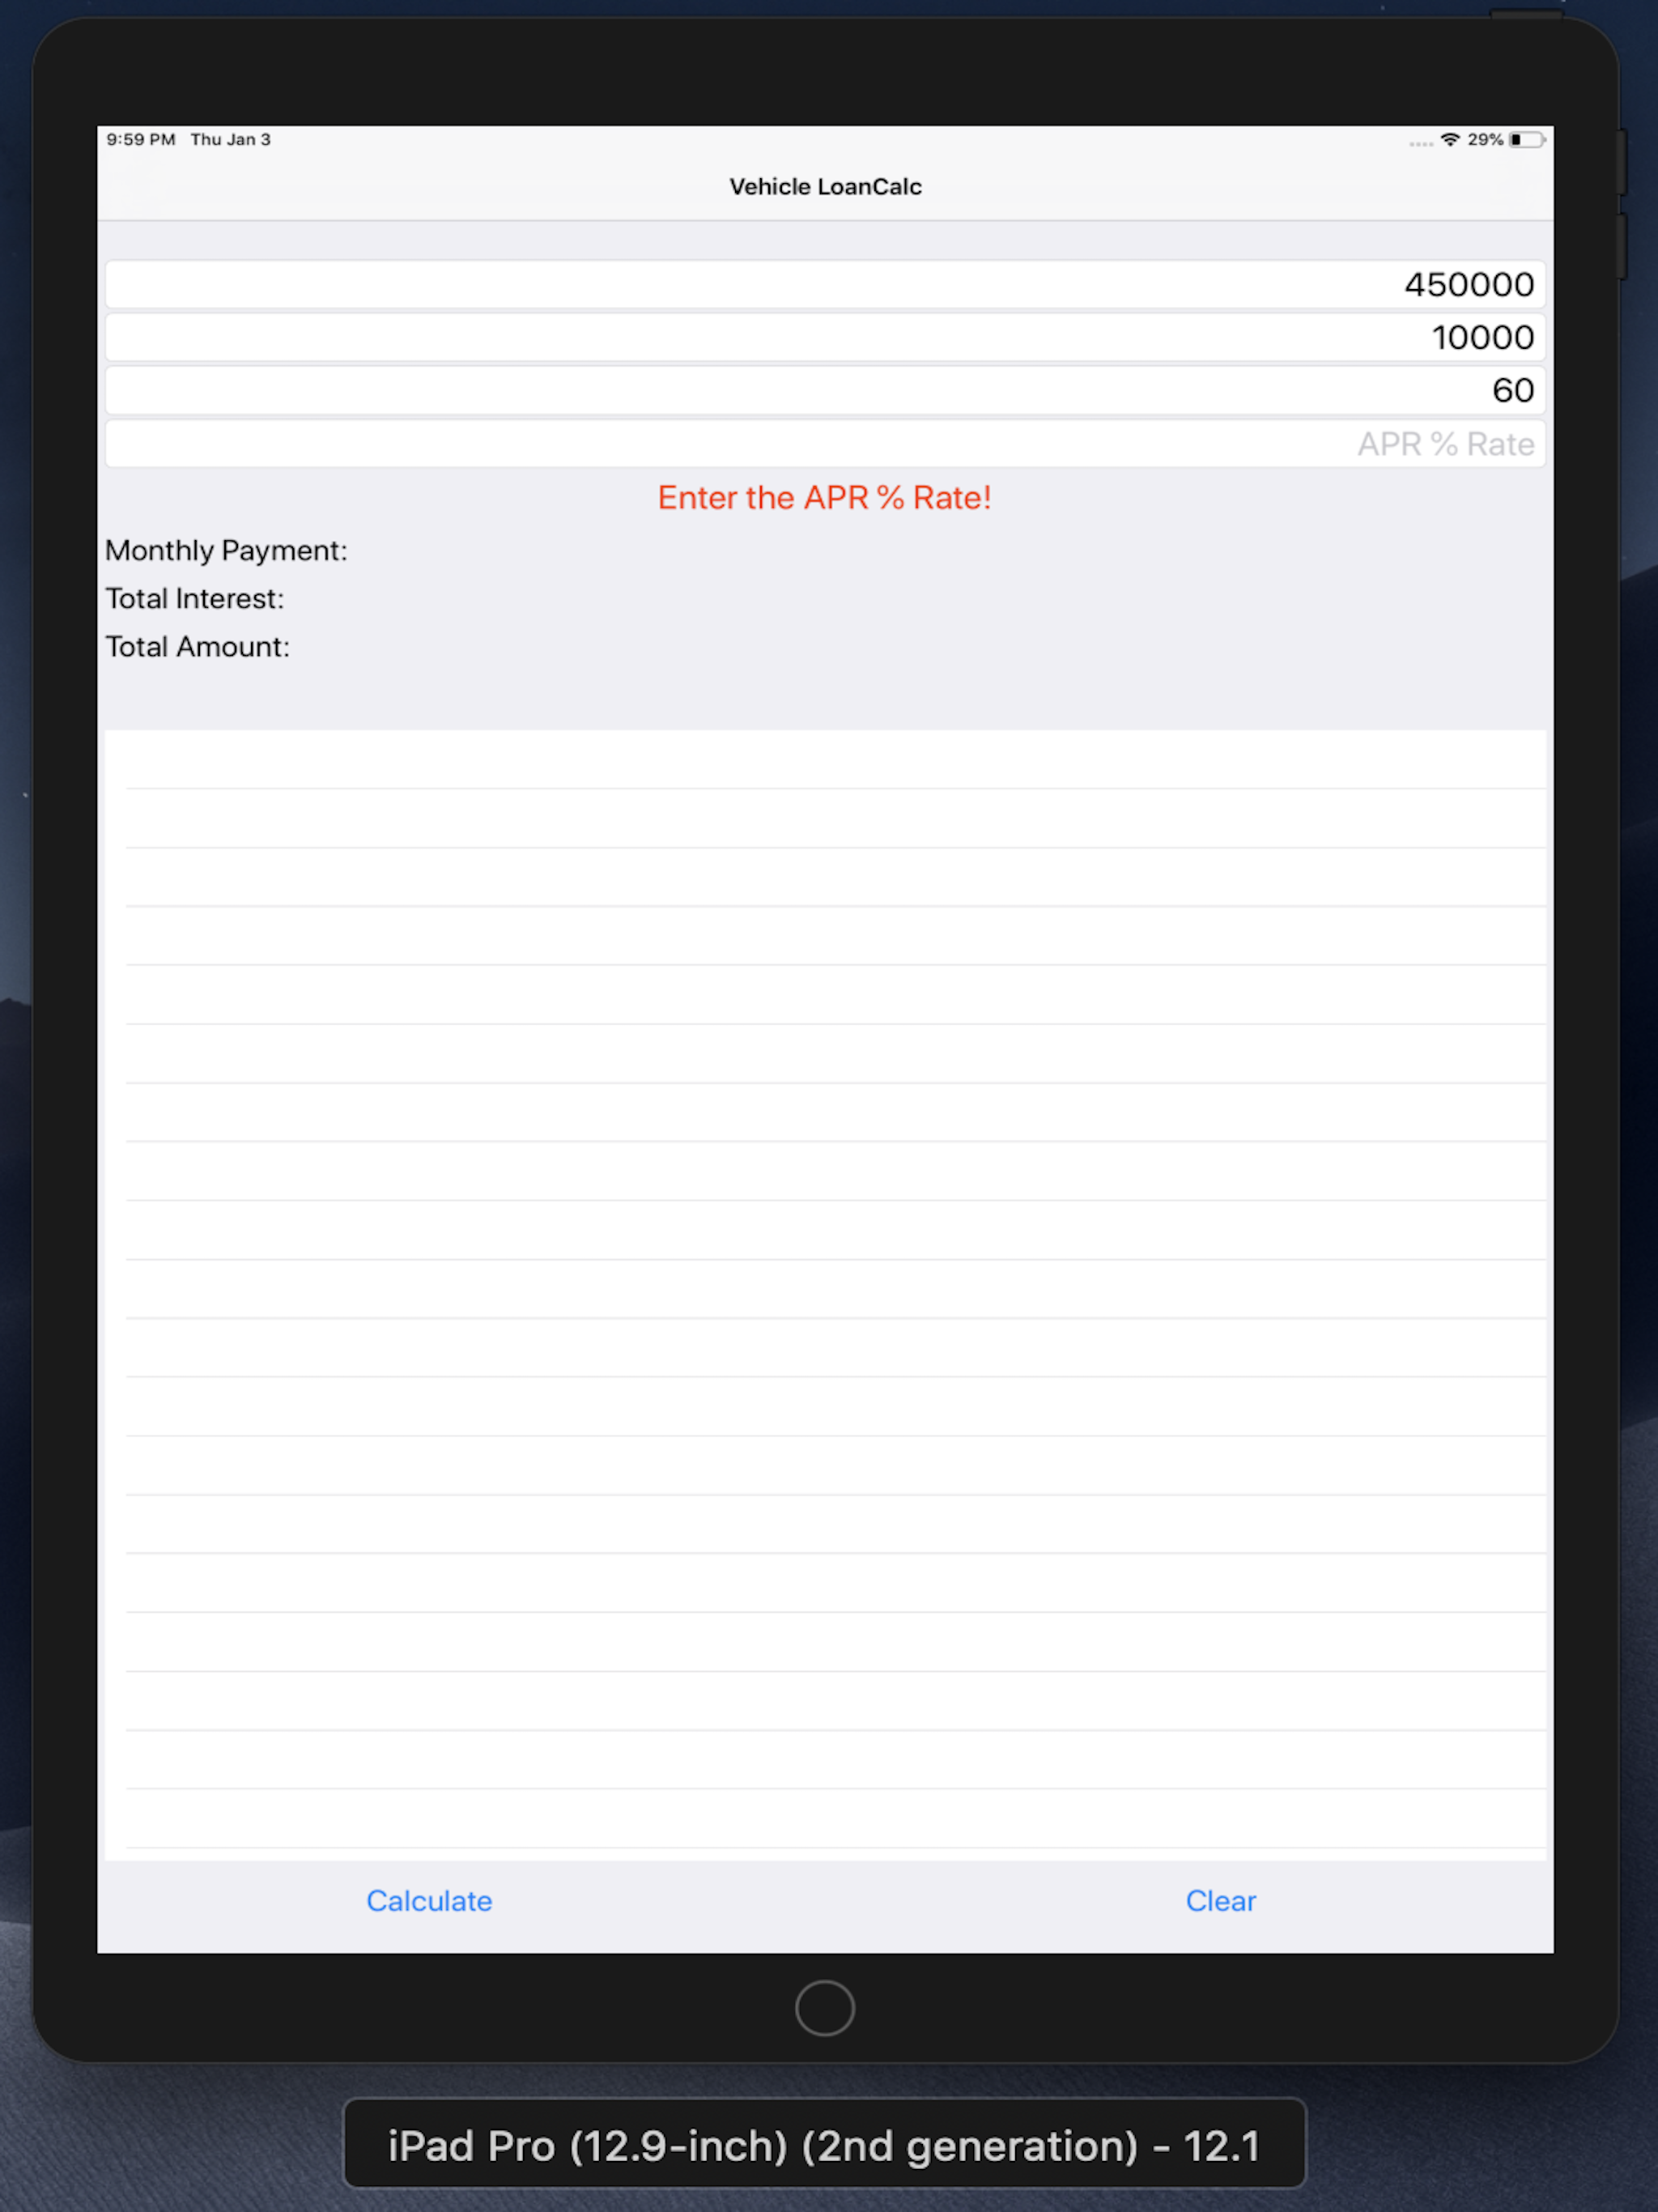 9:59 PM Thu Jan 3 29%
Vehicle LoanCalc
450000
10000
60
APR % Rate
Enter the APR % Rate!
Monthly Payment:
Total Interest:
Total Amount:
Calculate Clear
iPad Pro (12.9-inch) (2nd generation) - 12.1